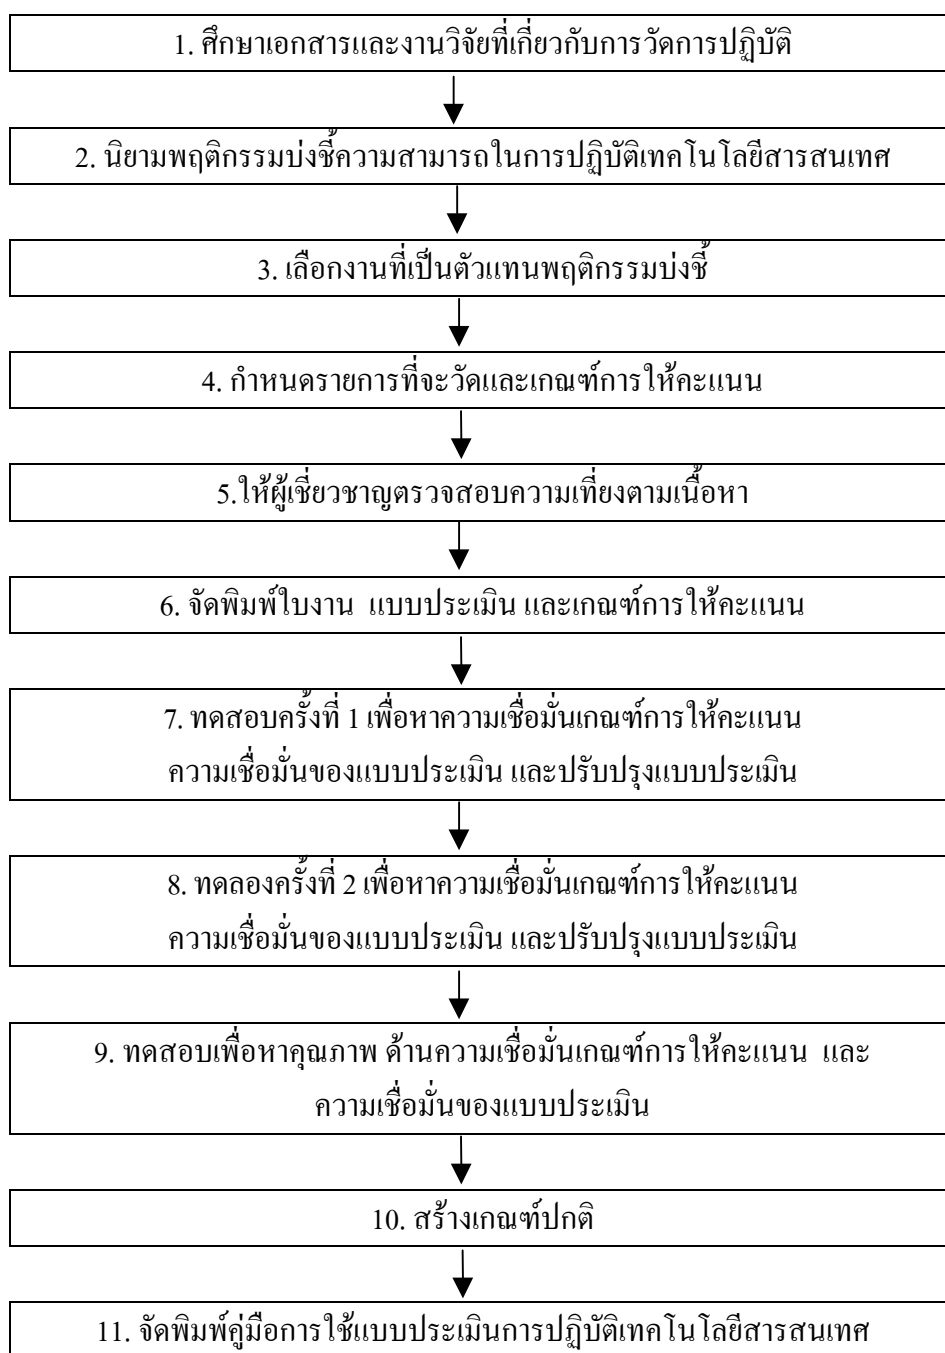 1. ศึกษาเอกสารและงานวิจัยที่เกี่ยวกับการวัดการปฏิบัติ
2. นิยามพฤติกรรมบ่งชี้ความสามารถในการปฏิบัติเทคโนโลยีสารสนเทศ
3. เลือกงานที่เป็นตัวแทนพฤติกรรมบ่งชี้
4. กำหนดรายการที่จะวัดและเกณฑ์การให้คะแนน
5.ให้ผู้เชี่ยวชาญตรวจสอบความเที่ยงตามเนื้อหา
6. จัดพิมพ์ใบงาน แบบประเมิน และเกณฑ์การให้คะแนน
7. ทดสอบครั้งที่ 1 เพื่อหาความเชื่อมั่นเกณฑ์การให้คะแนน
ความเชื่อมั่นของแบบประเมิน และปรับปรุงแบบประเมิน
8. ทดลองครั้งที่ 2 เพื่อหาความเชื่อมั่นเกณฑ์การให้คะแนน
ความเชื่อมั่นของแบบประเมิน และปรับปรุงแบบประเมิน
9. ทดสอบเพื่อหาคุณภาพ ด้านความเชื่อมั่นเกณฑ์การให้คะแนน และ
ความเชื่อมั่นของแบบประเมิน
10. สร้างเกณฑ์ปกติ
11. จัดพิมพ์คู่มือการใช้แบบประเมินการปฏิบัติเทคโนโลยีสารสนเทศ